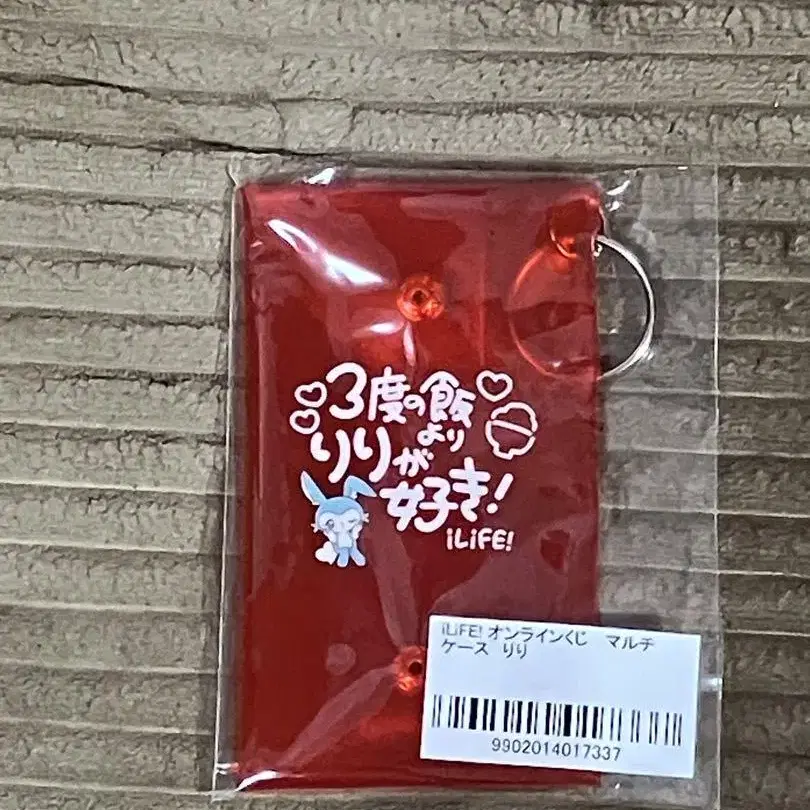 3度の飯
より
りりが
好き!
iLiFE!
iLiFE! オンラインくじ　マルチ
ケース　りり
9902014017337